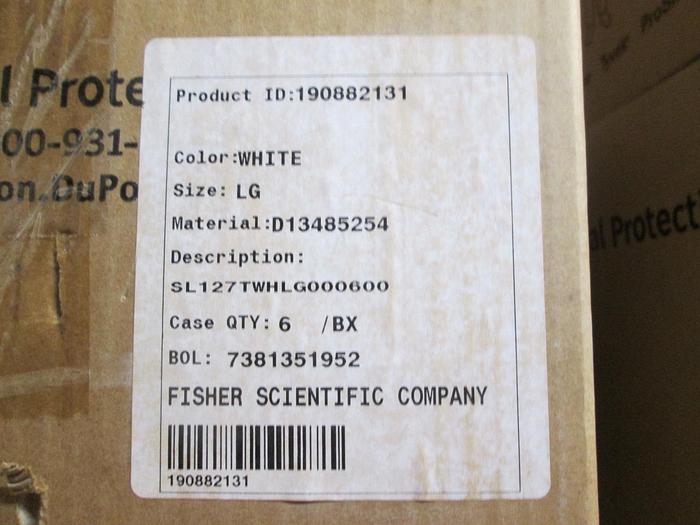 l Prote
00-931-
on.DuPo
Product ID:190882131
Color:WHITE
Size: LG
Material:D13485254
Description:
SL127TWHLG000600
Case QTY: 6 /BX
BOL: 7381351952
FISHER SCIENTIFIC COMPANY
190882131
al Protecti